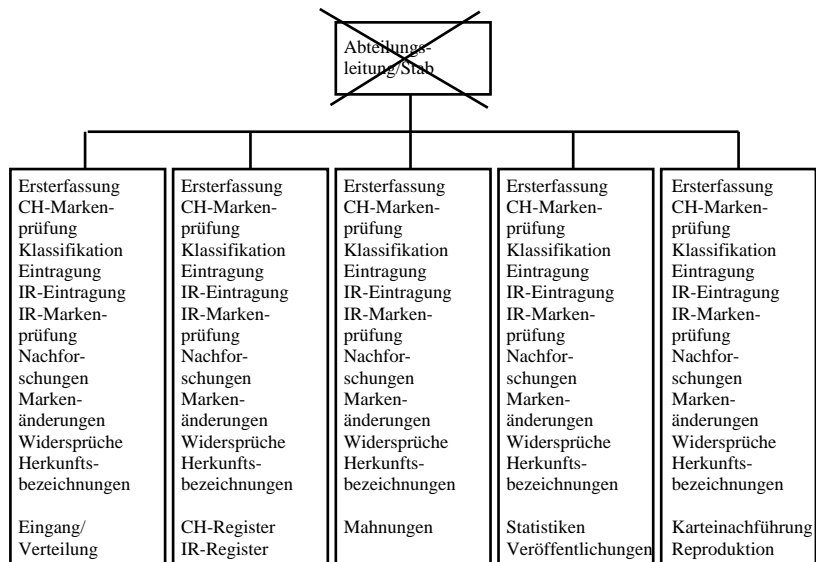 Abteilungs-
leitung/Stab
Ersterfassung
CH-Marken-
prüfung
Klassifikation
Eintragung
IR-Eintragung
IR-Marken-
prüfung
Nachfor-
schungen
Marken-
änderungen
Widersprüche
Herkunfts-
bezeichnungen
Eingang/
Verteilung
Ersterfassung
CH-Marken-
prüfung
Klassifikation
Eintragung
IR-Eintragung
IR-Marken-
prüfung
Nachfor-
schungen
Marken-
änderungen
Widersprüche
Herkunfts-
bezeichnungen
CH-Register
IR-Register
Ersterfassung
CH-Marken-
prüfung
Klassifikation
Eintragung
IR-Eintragung
IR-Marken-
prüfung
Nachfor-
schungen
Marken-
änderungen
Widersprüche
Herkunfts-
bezeichnungen
Mahnungen
Ersterfassung
CH-Marken-
prüfung
Klassifikation
Eintragung
IR-Eintragung
IR-Marken-
prüfung
Nachfor-
schungen
Marken-
änderungen
Widersprüche
Herkunfts-
bezeichnungen
Statistiken
Veröffentlichungen
Ersterfassung
CH-Marken-
prüfung
Klassifikation
Eintragung
IR-Eintragung
IR-Marken-
prüfung
Nachfor-
schungen
Marken-
änderungen
Widersprüche
Herkunfts-
bezeichnungen
Karteinachführung
Reproduktion